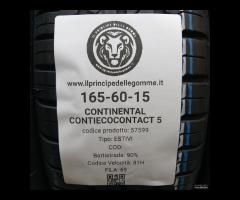 www.ilprincipedellegomme.it
165-60-15
CONTINENTAL
CONTIECOCONTACT 5
codice prodotto: 57599
Tipo: ESTIVI
COD:
Battistrada: 90%
Codice Velocità: 81H
FILA: 69